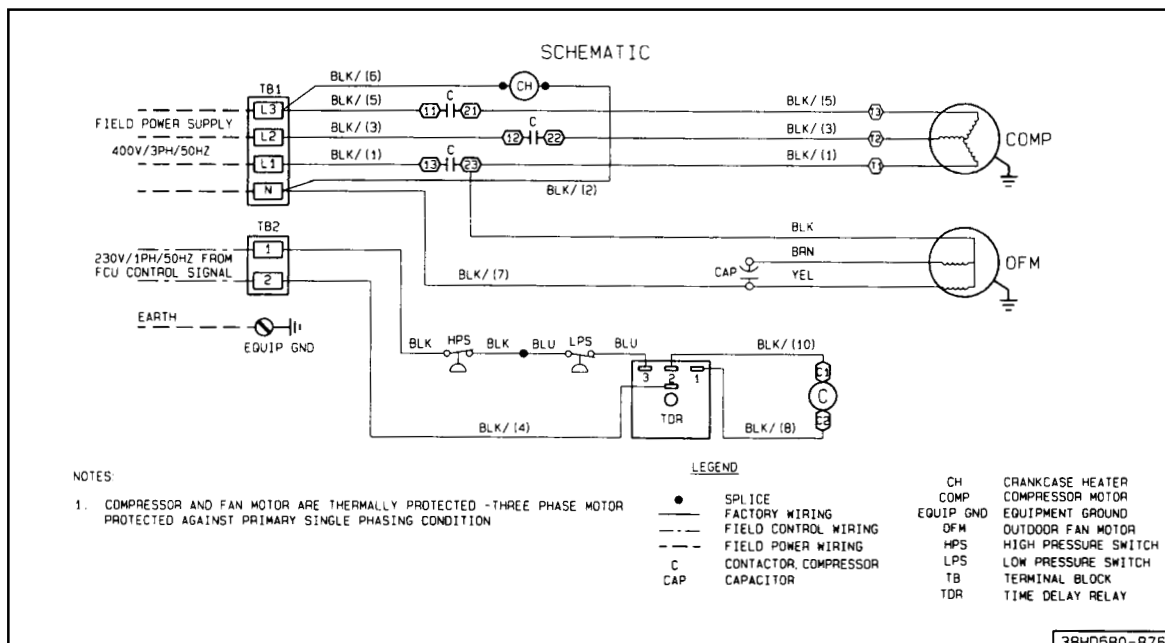 SCHEMATIC
TB1
BLK/(6)
CH
L3
BLK/(5)
C
11
21
BLK/(5)
T3
FIELD POWER SUPPLY
L2
BLK/(3)
C
12
22
BLK/(3)
T2
COMP
400V/3PH/50HZ
L1
BLK/(1)
C
13
23
BLK/(1)
T1
N
BLK/(2)
TB2
BLK
1
230V/1PH/50HZ FROM
FCU CONTROL SIGNAL
2
BLK/(7)
CAP
BRN
YEL
OFM
EARTH
EQUIP GND
BLK
HPS
BLK
BLU
LPS
BLU
BLK/(10)
3
2
1
C1
C
C2
TDR
BLK/(4)
BLK/(8)
NOTES:
1. COMPRESSOR AND FAN MOTOR ARE THERMALLY PROTECTED -THREE PHASE MOTOR
PROTECTED AGAINST PRIMARY SINGLE PHASING CONDITION
LEGEND
SPLICE
FACTORY WIRING
FIELD CONTROL WIRING
FIELD POWER WIRING
C CONTACTOR, COMPRESSOR
CAP CAPACITOR
CH CRANKCASE HEATER
COMP COMPRESSOR MOTOR
EQUIP GND EQUIPMENT GROUND
OFM OUTDOOR FAN MOTOR
HPS HIGH PRESSURE SWITCH
LPS LOW PRESSURE SWITCH
TB TERMINAL BLOCK
TDR TIME DELAY RELAY